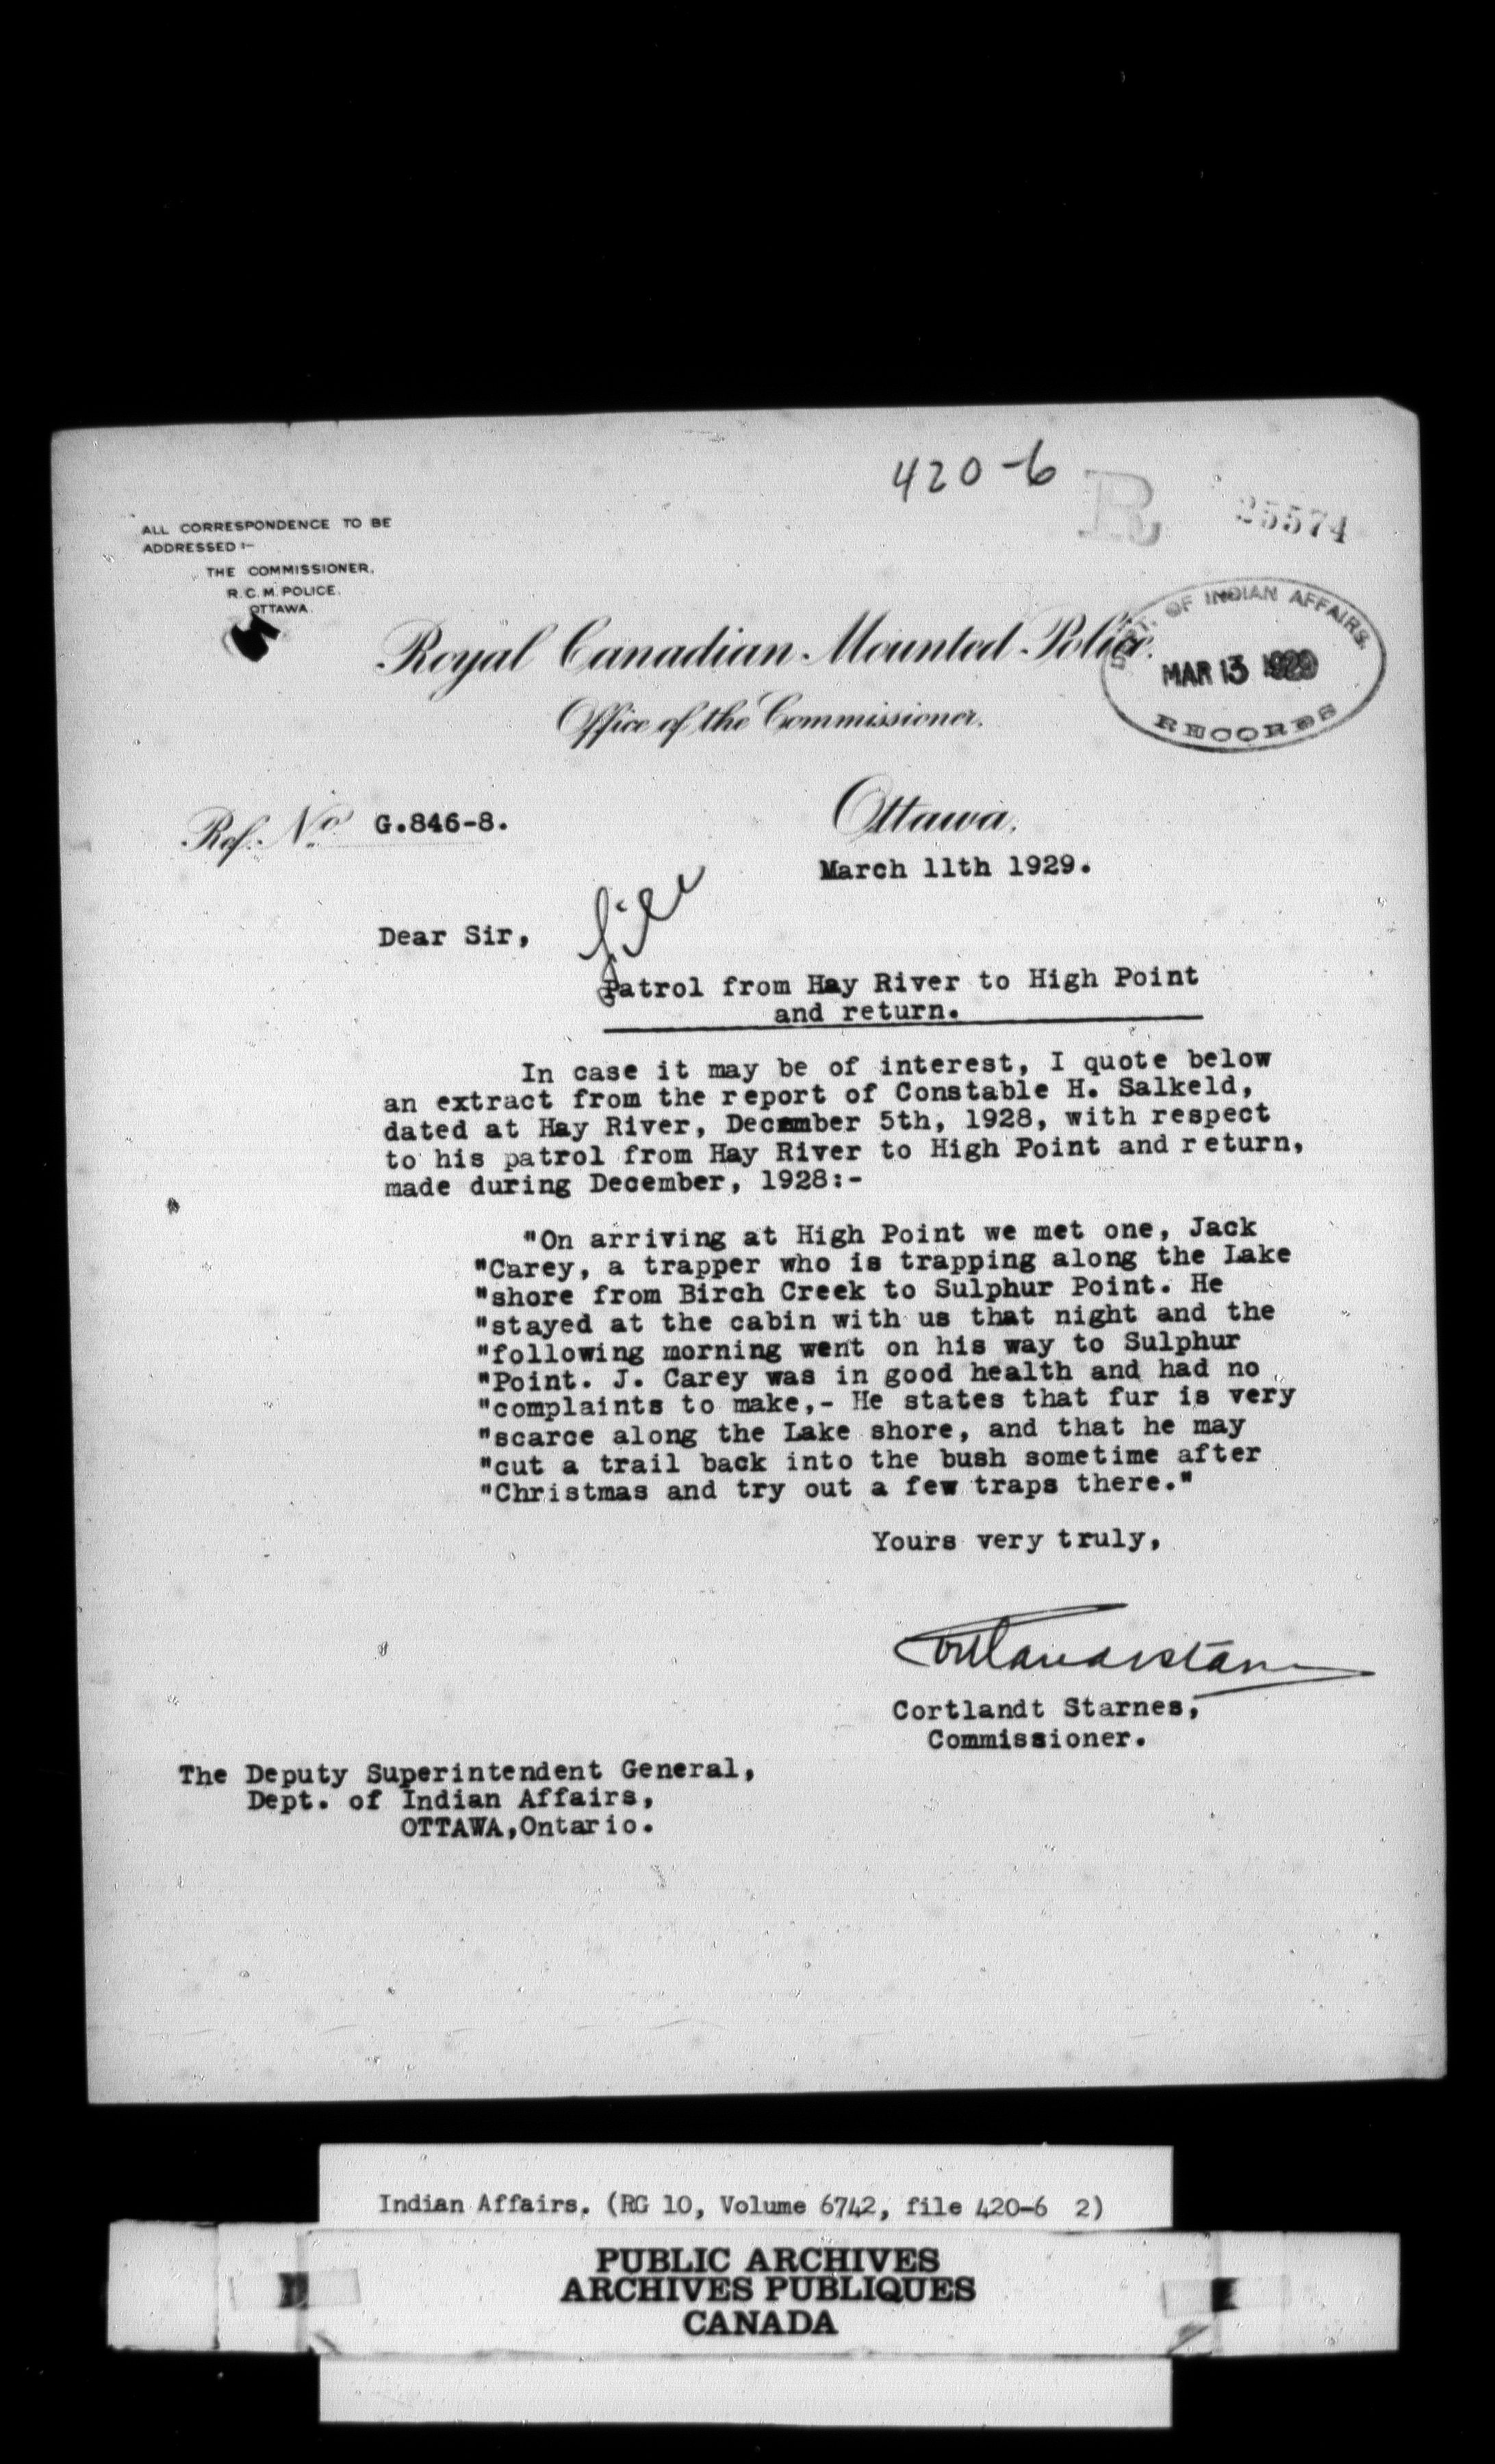 420-6
R 25574
ALL CORRESPONDENCE TO BE
ADDRESSED :-
THE COMMISSIONER,
R.C.M. POLICE.
OTTAWA.
Royal Canadian Mounted Police.
DEPT. OF INDIAN AFFAIRS.
MAR 13 1929
RECORDS
Office of the Commissioner.
Ref. No. G.846-8.
Ottawa,
March 11th 1929.
file
Dear Sir,
Patrol from Hay River to High Point
and return.
In case it may be of interest, I quote below
an extract from the report of Constable H. Salkeld,
dated at Hay River, December 5th, 1928, with respect
to his patrol from Hay River to High Point and return,
made during December, 1928:-
"On arriving at High Point we met one, Jack
"Carey, a trapper who is trapping along the Lake
"shore from Birch Creek to Sulphur Point. He
"stayed at the cabin with us that night and the
"following morning went on his way to Sulphur
"Point. J. Carey was in good health and had no
"complaints to make,- He states that fur is very
"scarce along the Lake shore, and that he may
"cut a trail back into the bush sometime after
"Christmas and try out a few traps there."
Yours very truly,
Cortlandt Starnes
Cortlandt Starnes,
Commissioner.
The Deputy Superintendent General,
Dept. of Indian Affairs,
OTTAWA,Ontario.
Indian Affairs. (RG 10, Volume 6742, file 420-6 2)
PUBLIC ARCHIVES
ARCHIVES PUBLIQUES
CANADA